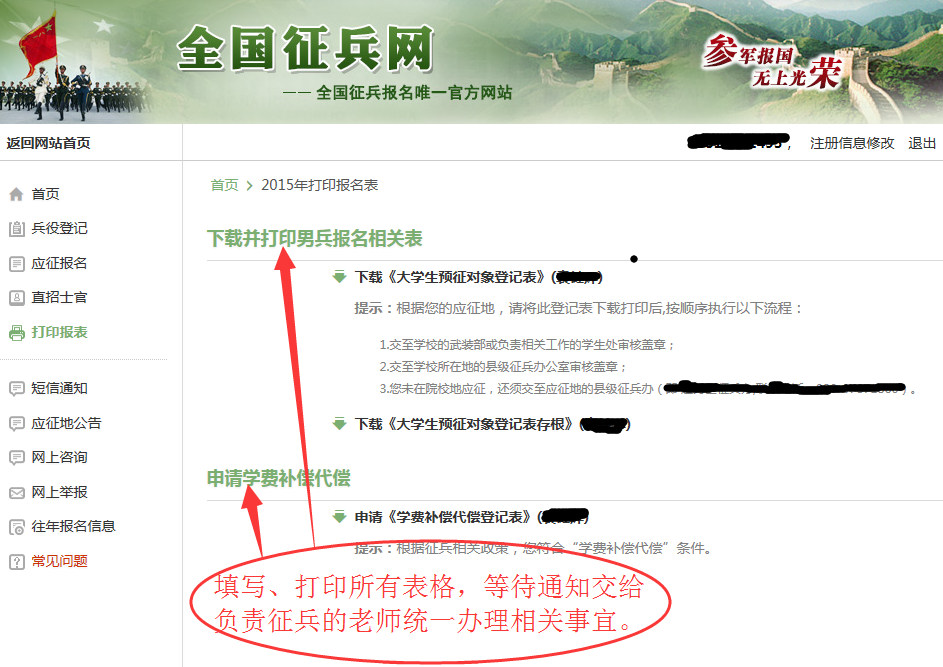 全国征兵网
—— 全国征兵报名唯一官方网站
参军报国
无上光荣
返回网站首页
， 注册信息修改 退出
首页
兵役登记
应征报名
直招士官
打印报表
短信通知
应征地公告
网上咨询
网上举报
往年报名信息
常见问题
首页 > 2015年打印报名表
下载并打印男兵报名相关表
下载《大学生预征对象登记表》( )
提示：根据您的应征地，请将此登记表下载打印后,按顺序执行以下流程：
1.交至学校的武装部或负责相关工作的学生处审核盖章；
2.交至学校所在地的县级征兵办公室审核盖章；
3.您未在院校地应征，还须交至应征地的县级征兵办（ ）。
下载《大学生预征对象登记表存根》( )
申请学费补偿代偿
申请《学费补偿代偿登记表》( )
提示：根据征兵相关政策，您符合“学费补偿代偿”条件。
填写、打印所有表格，等待通知交给
负责征兵的老师统一办理相关事宜。